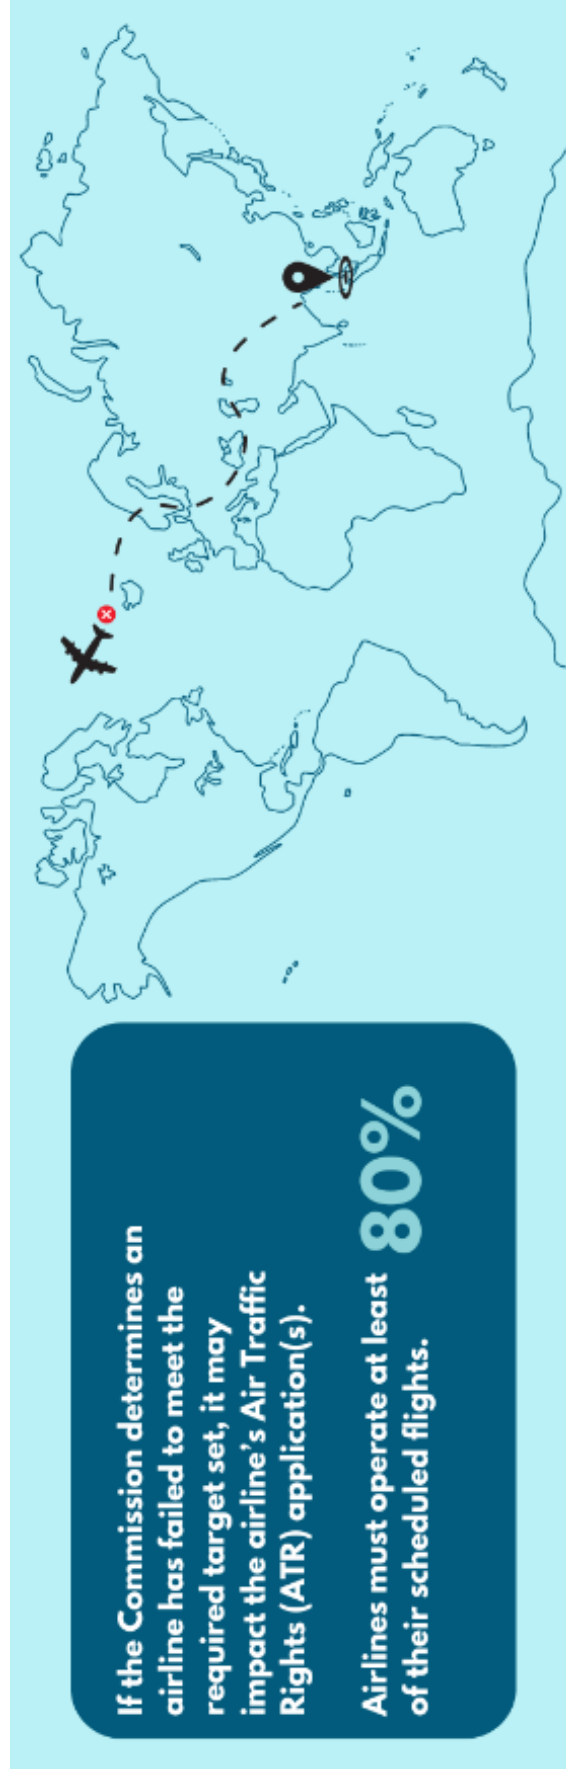 If the Commission determines an
airline has failed to meet the
required target set, it may
impact the airline's Air Traffic
Rights (ATR) application(s).
Airlines must operate at least 80%
of their scheduled flights.